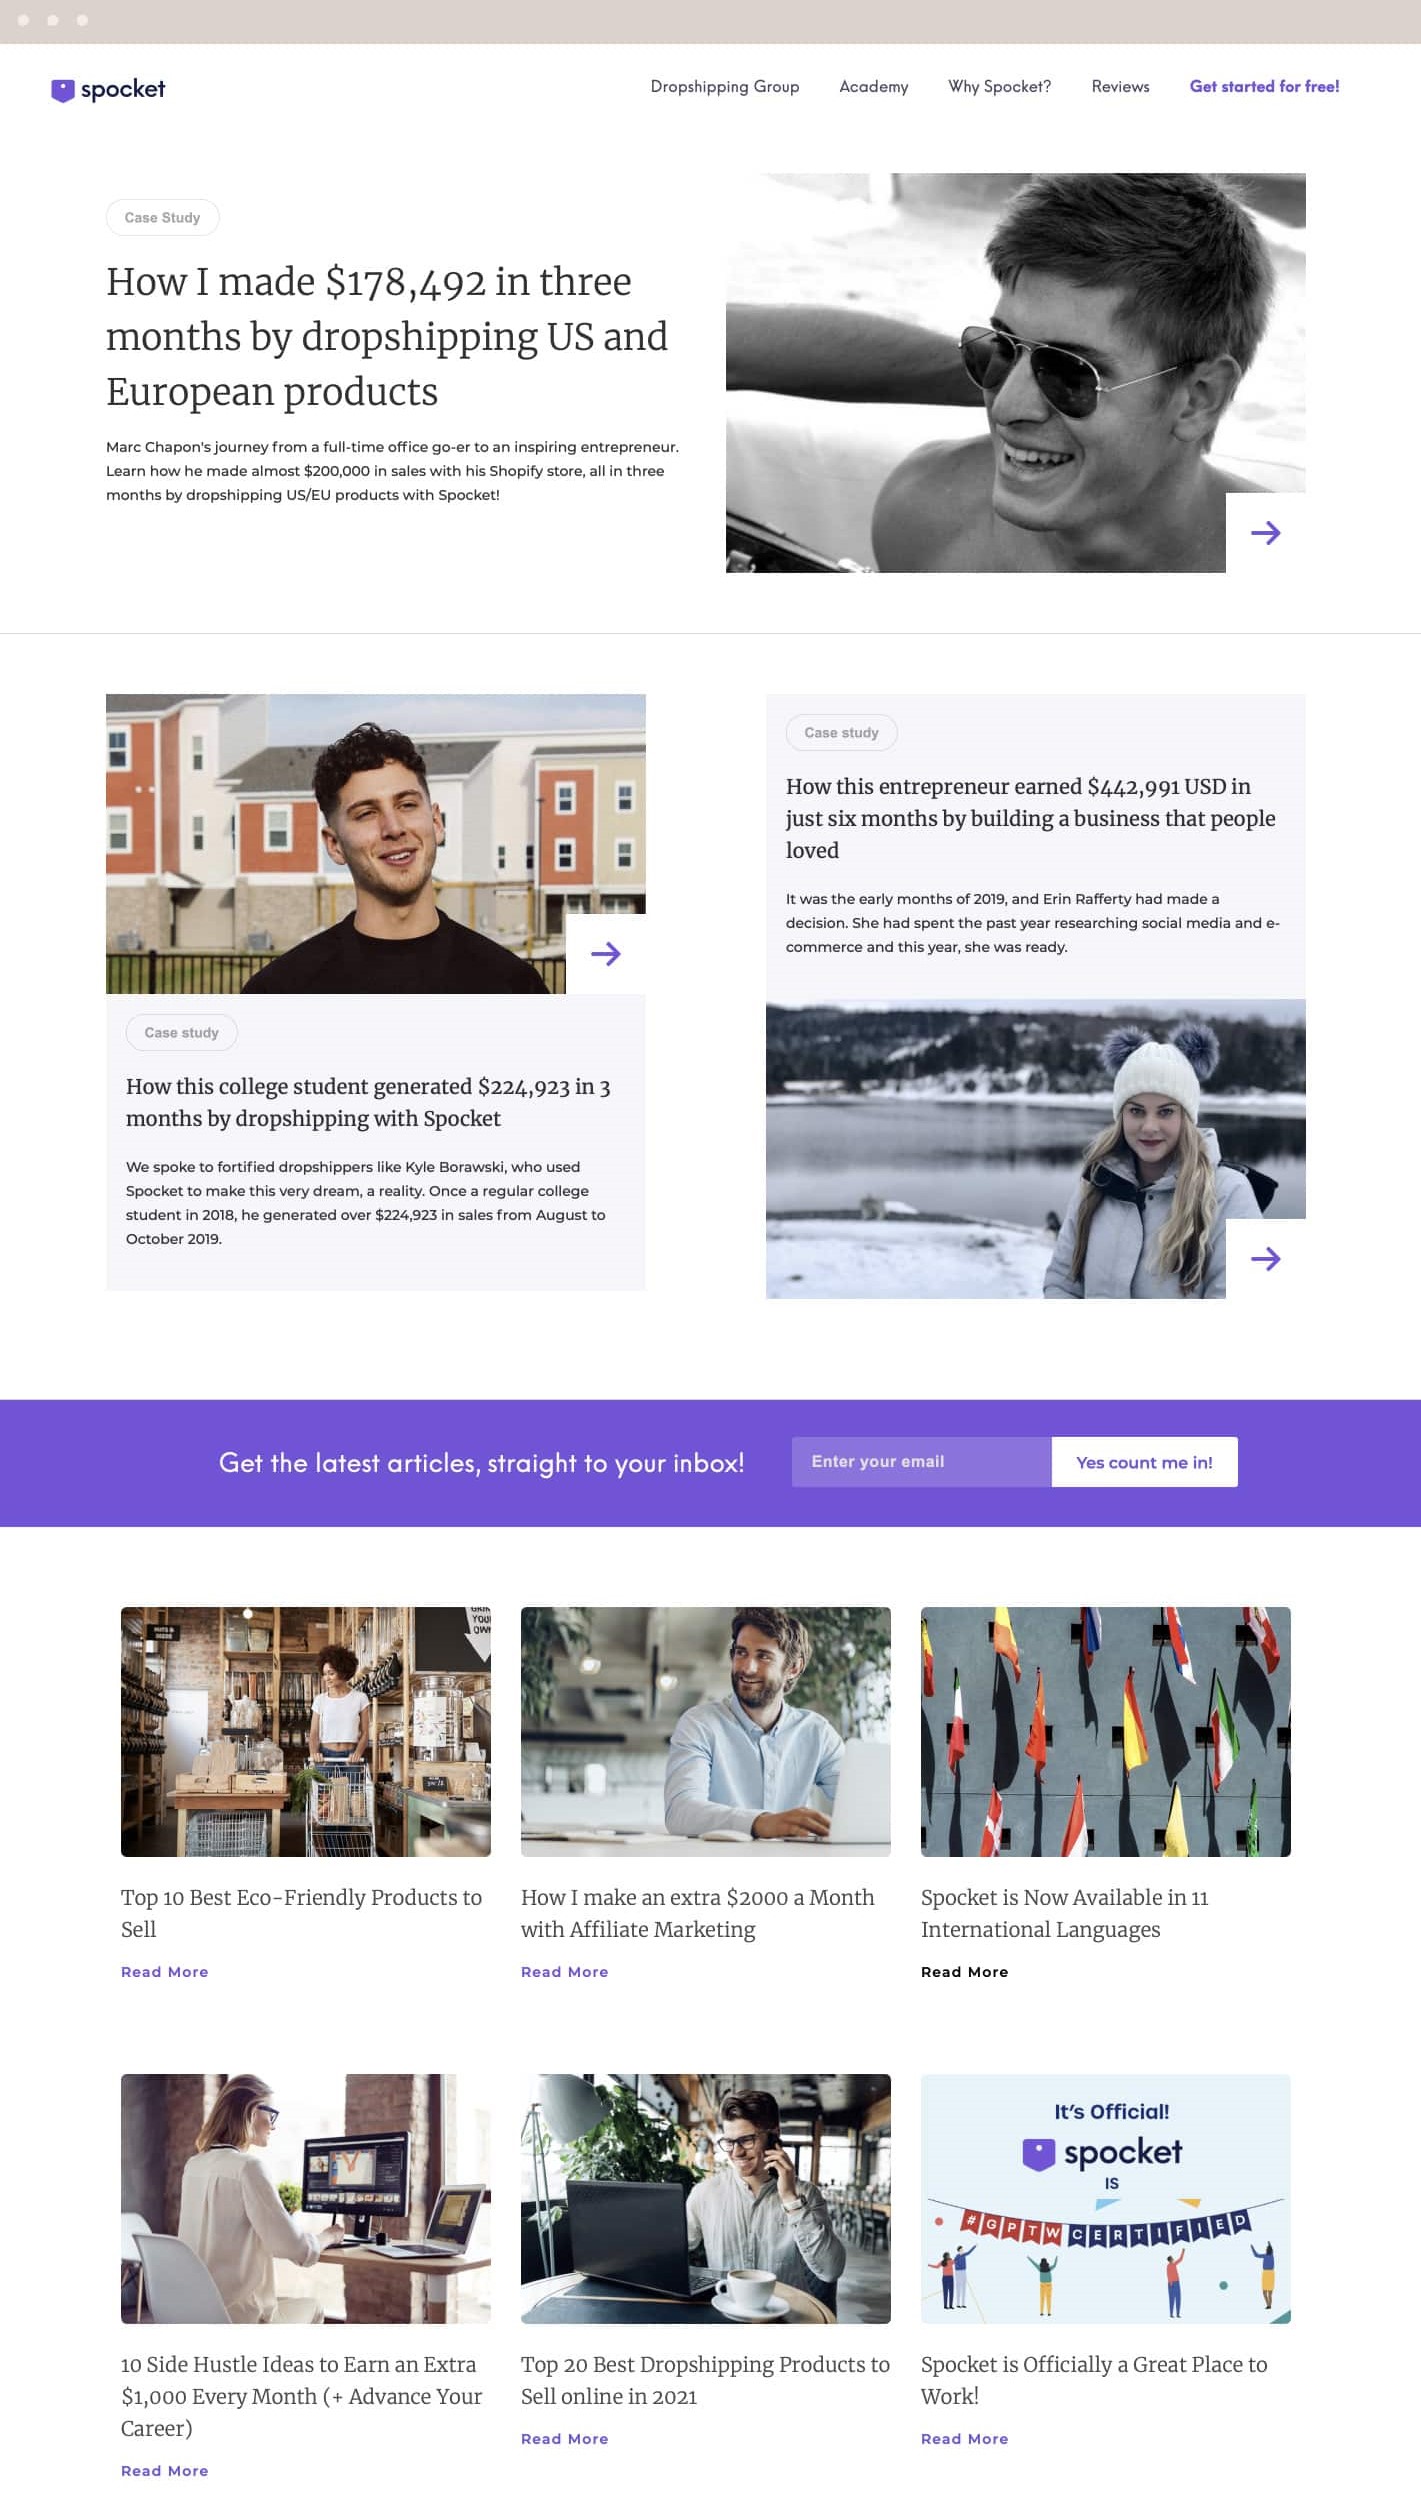 spocket
Dropshipping Group
Academy
Why Spocket?
Reviews
Get started for free!
Case Study
How I made $178,492 in three
months by dropshipping US and
European products
Marc Chapon's journey from a full-time office go-er to an inspiring entrepreneur.
Learn how he made almost $200,000 in sales with his Shopify store, all in three
months by dropshipping US/EU products with Spocket!
Case study
How this college student generated $224,923 in 3
months by dropshipping with Spocket
We spoke to fortified dropshippers like Kyle Borawski, who used
Spocket to make this very dream, a reality. Once a regular college
student in 2018, he generated over $224,923 in sales from August to
October 2019.
Case study
How this entrepreneur earned $442,991 USD in
just six months by building a business that people
loved
It was the early months of 2019, and Erin Rafferty had made a
decision. She had spent the past year researching social media and e-
commerce and this year, she was ready.
Get the latest articles, straight to your inbox!
Enter your email
Yes count me in!
YOU
OWN
Top 10 Best Eco-Friendly Products to
Sell
Read More
How I make an extra $2000 a Month
with Affiliate Marketing
Read More
Spocket is Now Available in 11
International Languages
Read More
10 Side Hustle Ideas to Earn an Extra
$1,000 Every Month (+ Advance Your
Career)
Read More
Top 20 Best Dropshipping Products to
Sell online in 2021
Read More
It's Official!
spocket
IS
#GPTW CERTIFIED
Spocket is Officially a Great Place to
Work!
Read More